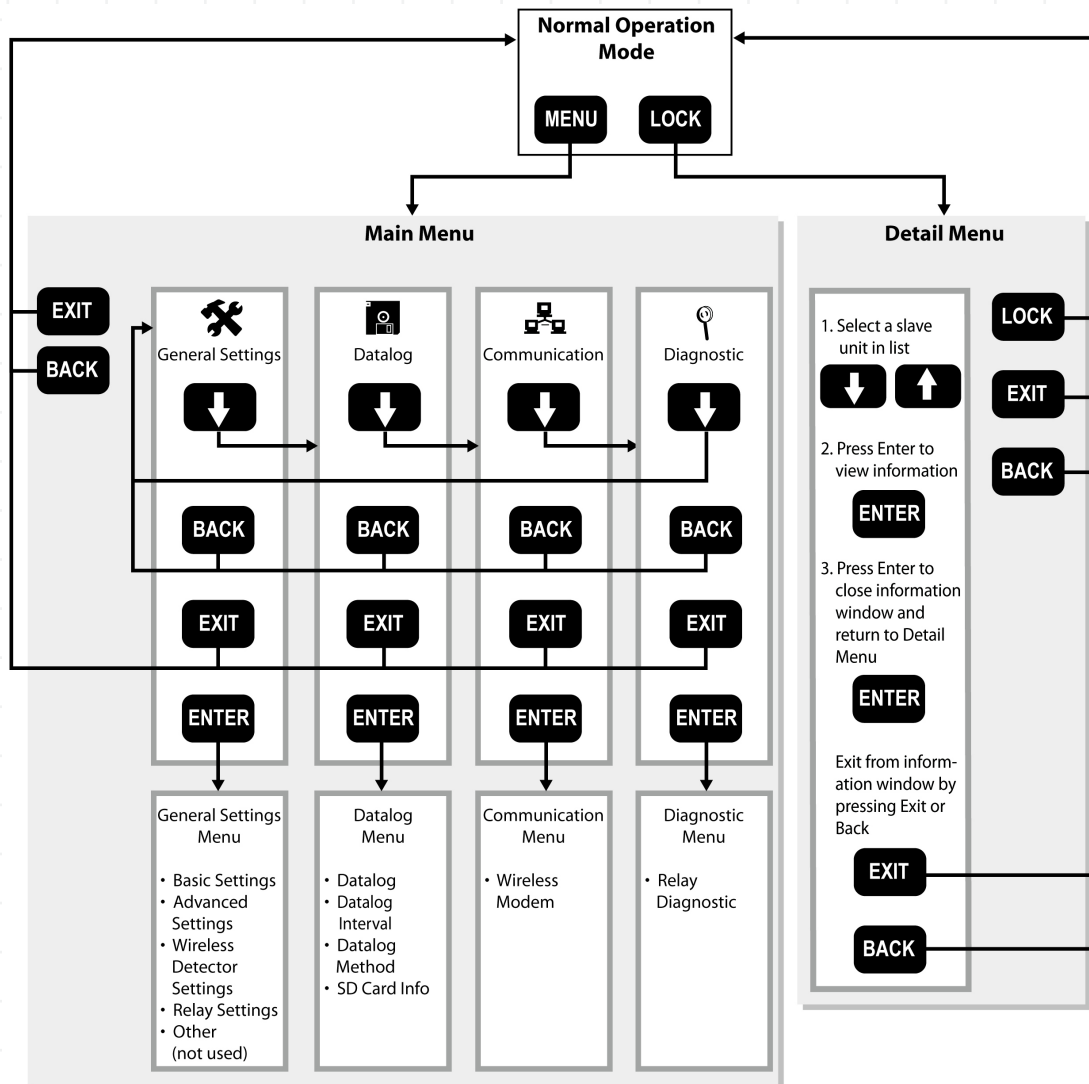 Normal Operation
Mode
MENU
LOCK
Main Menu
EXIT
BACK
General Settings
Datalog
Communication
Diagnostic
BACK
BACK
BACK
BACK
EXIT
EXIT
EXIT
EXIT
ENTER
ENTER
ENTER
ENTER
General Settings
Menu
• Basic Settings
• Advanced
Settings
• Wireless
Detector
Settings
• Relay Settings
• Other
(not used)
Datalog
Menu
• Datalog
• Datalog
Interval
• Datalog
Method
• SD Card Info
Communication
Menu
• Wireless
Modem
Diagnostic
Menu
• Relay
Diagnostic
Detail Menu
1. Select a slave
unit in list
2. Press Enter to
view information
ENTER
3. Press Enter to
close information
window and
return to Detail
Menu
ENTER
Exit from inform-
ation window by
pressing Exit or
Back
EXIT
BACK
LOCK
EXIT
BACK